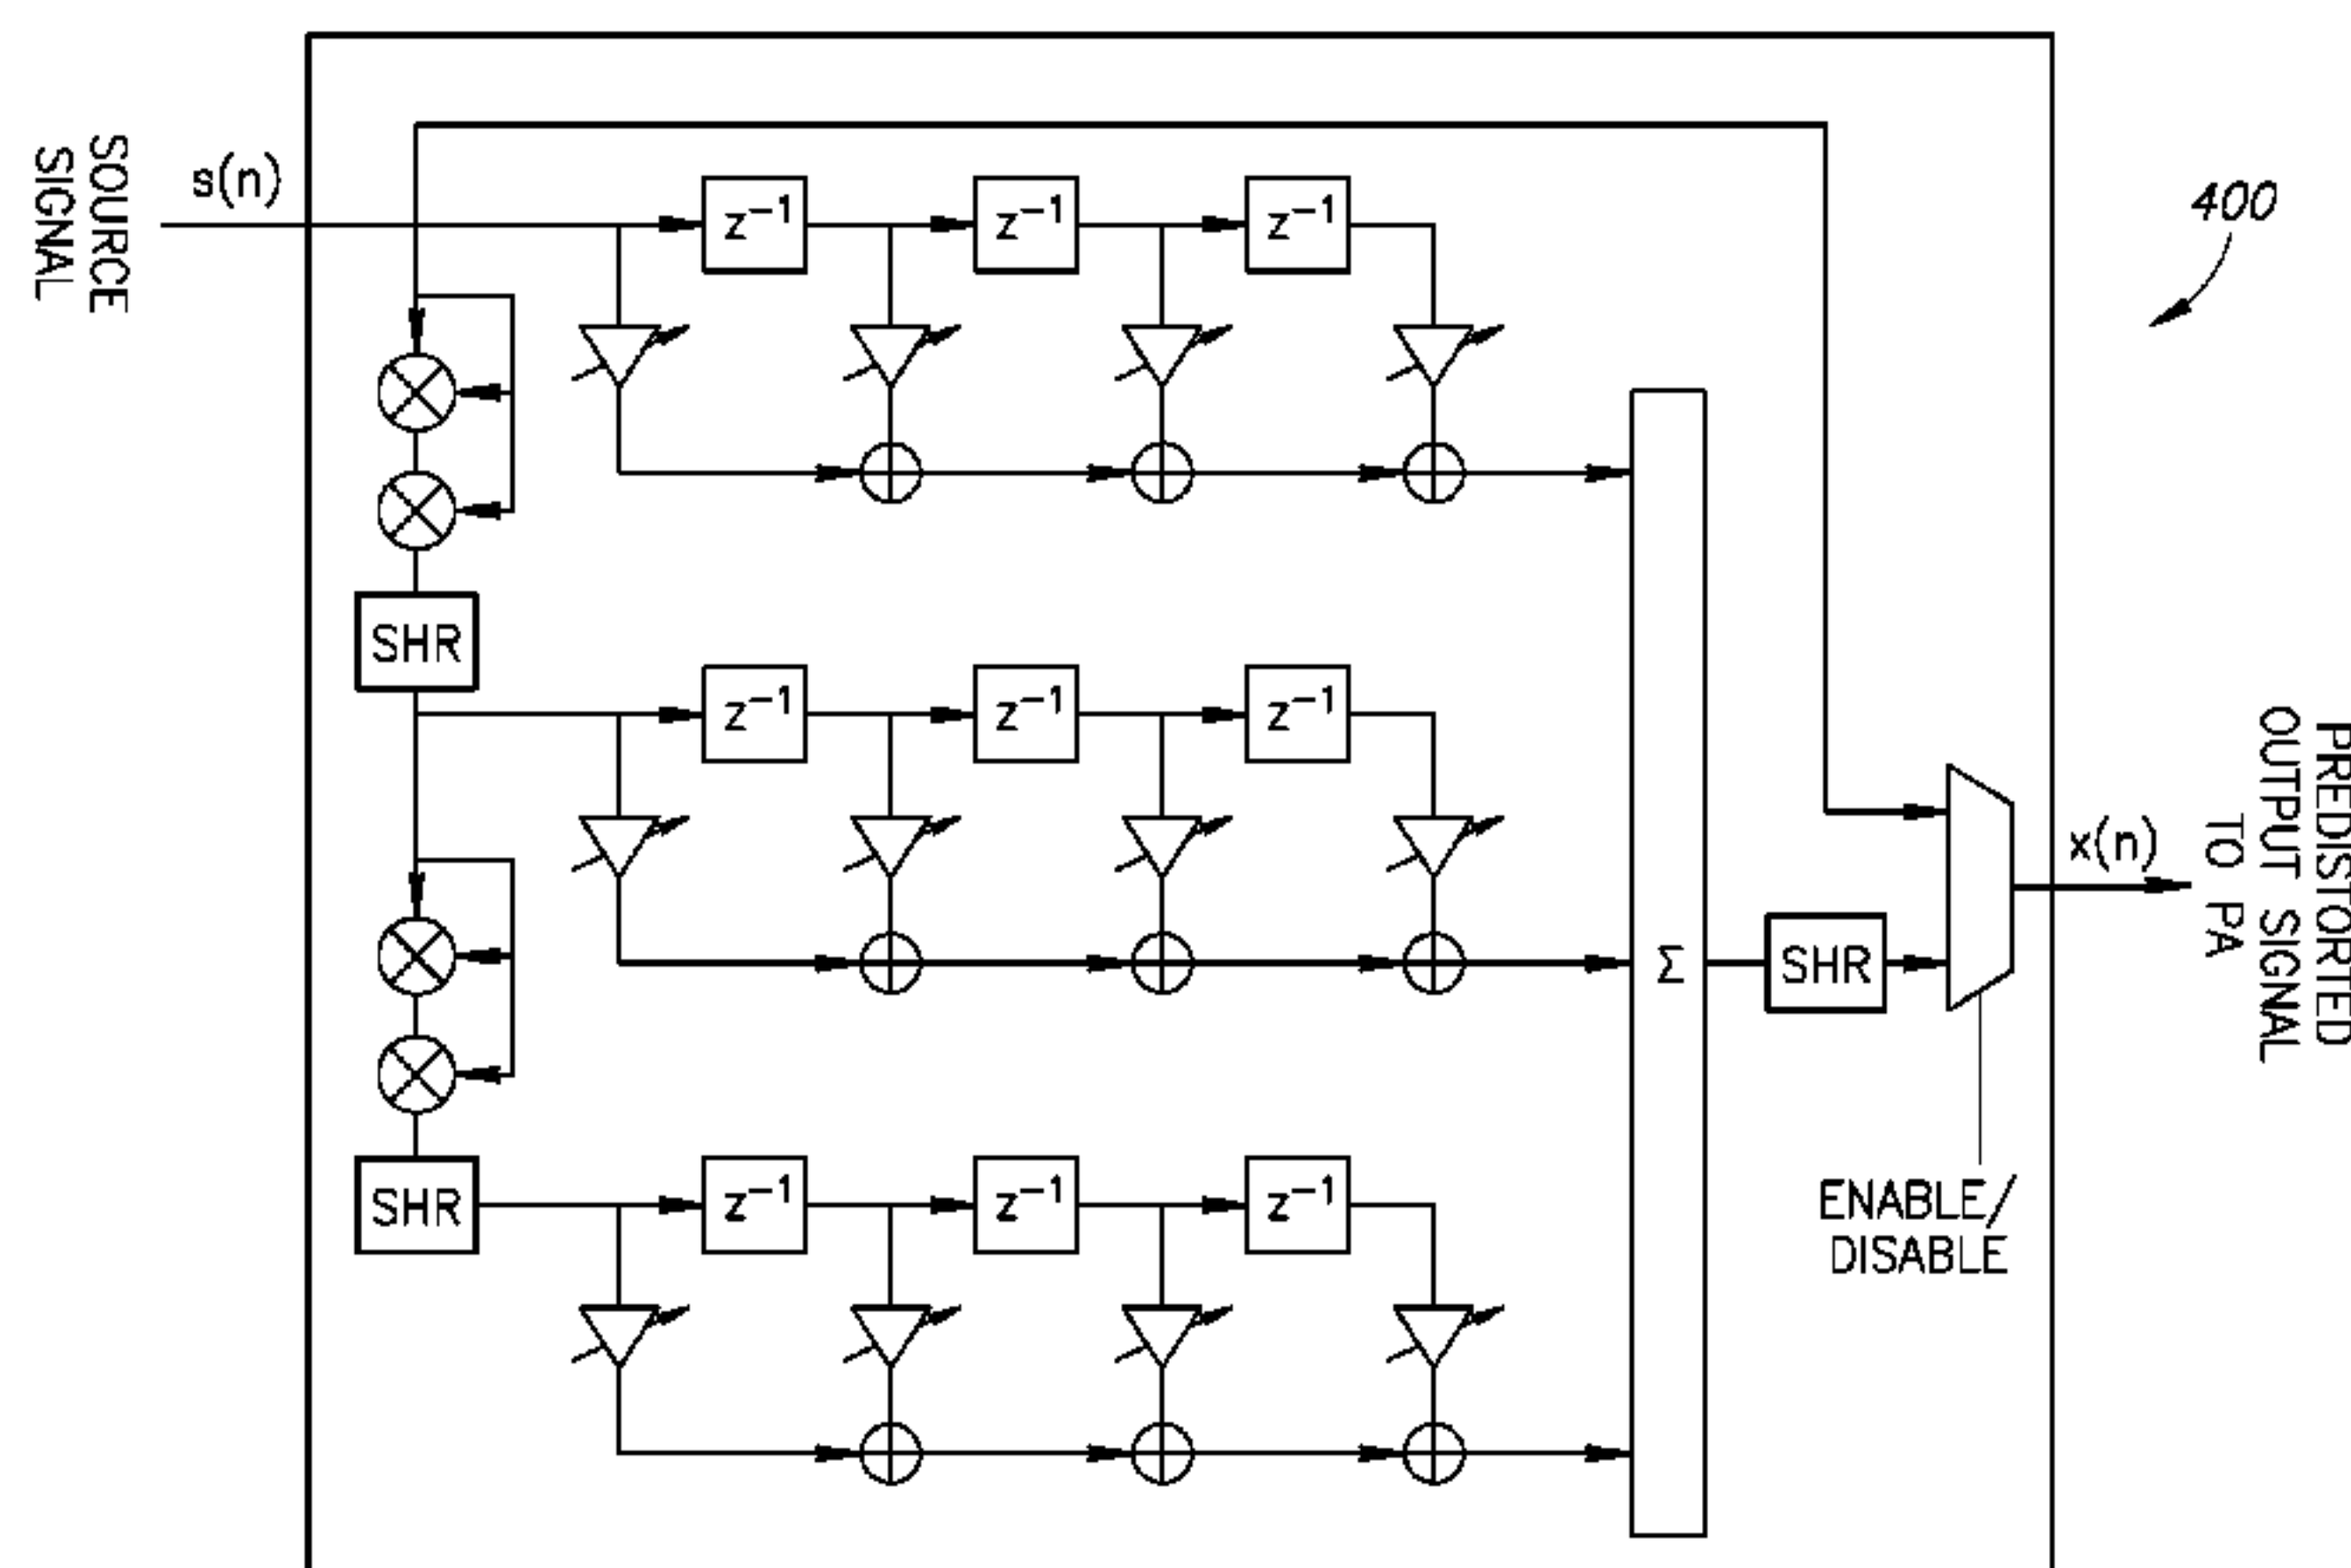 SOURCE
SIGNAL
s(n)
z⁻¹ z⁻¹ z⁻¹
400
SHR
z⁻¹ z⁻¹ z⁻¹
Σ
SHR
x(n)
PREDISTORTED
OUTPUT SIGNAL
TO PA
SHR
z⁻¹ z⁻¹ z⁻¹
ENABLE/
DISABLE